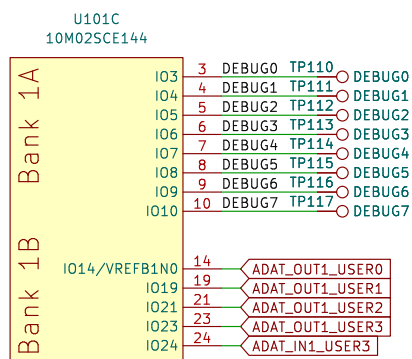 U101C
10M02SCE144
Bank 1A
IO3 3 DEBUG0 TP110 DEBUG0
IO4 4 DEBUG1 TP111 DEBUG1
IO5 5 DEBUG2 TP112 DEBUG2
IO6 6 DEBUG3 TP113 DEBUG3
IO7 7 DEBUG4 TP114 DEBUG4
IO8 8 DEBUG5 TP115 DEBUG5
IO9 9 DEBUG6 TP116 DEBUG6
IO10 10 DEBUG7 TP117 DEBUG7
Bank 1B
IO14/VREFB1N0 14 ADAT_OUT1_USER0
IO19 19 ADAT_OUT1_USER1
IO21 21 ADAT_OUT1_USER2
IO23 23 ADAT_OUT1_USER3
IO24 24 ADAT_IN1_USER3